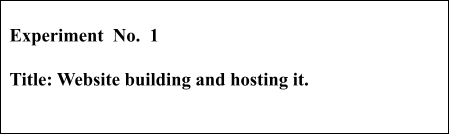 Experiment No. 1
Title: Website building and hosting it.